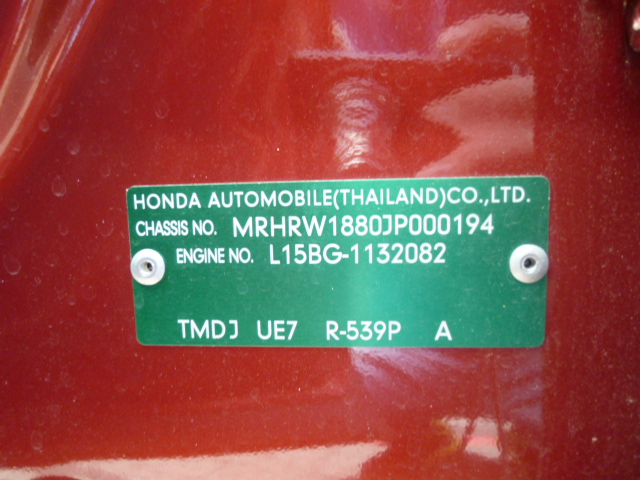 HONDA AUTOMOBILE(THAILAND)CO.,LTD.
CHASSIS NO. MRHRW1880JP000194
ENGINE NO. L15BG-1132082
TMDJ UE7 R-539P A